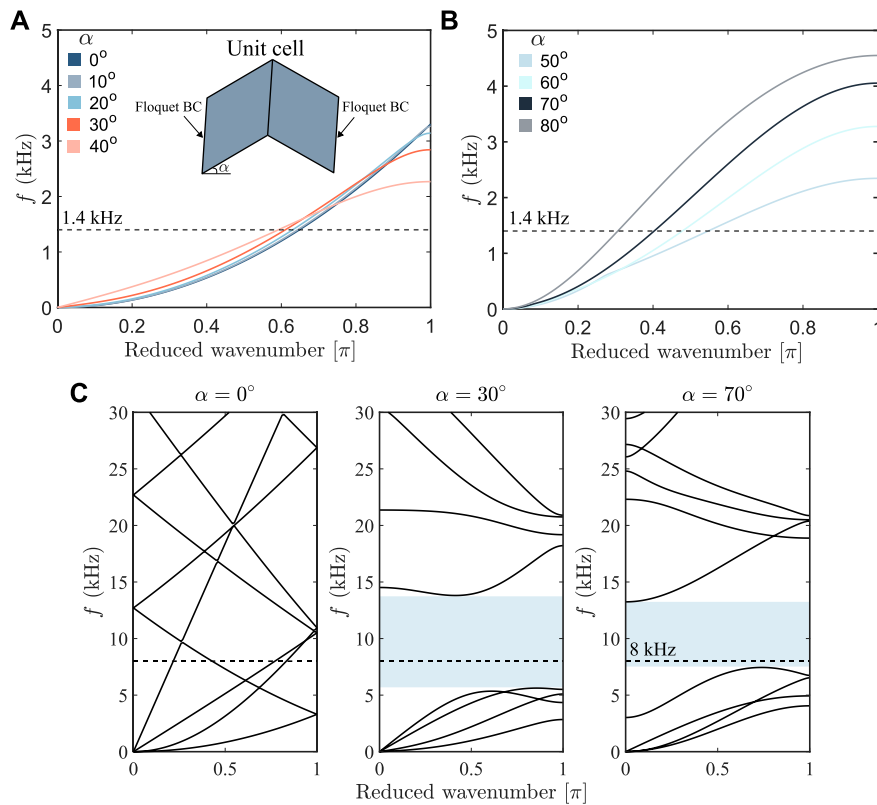 A
α
0°
10°
20°
30°
40°
Unit cell
Floquet BC
Floquet BC
α
1.4 kHz
f (kHz)
5
4
3
2
1
0
0
0.2
0.4
0.6
0.8
1
Reduced wavenumber [π]
B
α
50°
60°
70°
80°
1.4 kHz
f (kHz)
5
4
3
2
1
0
0
0.2
0.4
0.6
0.8
1
Reduced wavenumber [π]
C
α = 0°
f (kHz)
30
25
20
15
10
5
0
0.5
1
α = 30°
f (kHz)
30
25
20
15
10
5
0
0
0.5
1
α = 70°
8 kHz
f (kHz)
30
25
20
15
10
5
0
0
0.5
1
Reduced wavenumber [π]